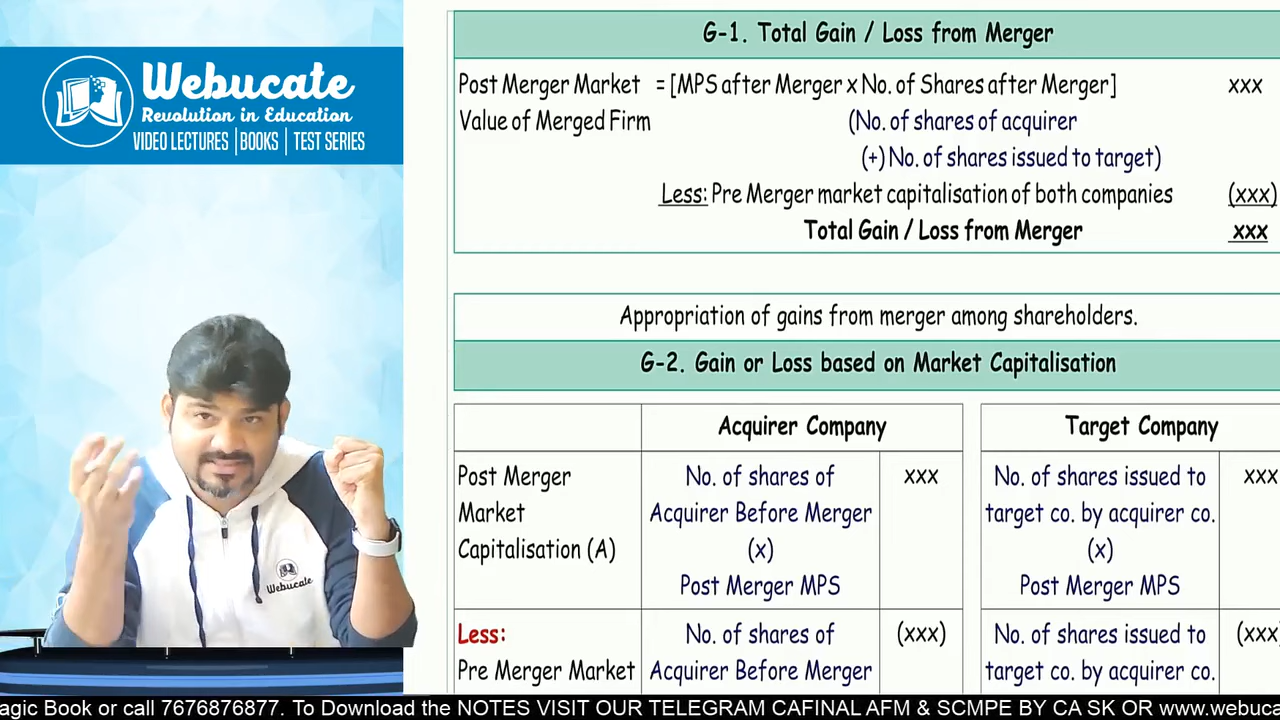 Webucate
Revolution in Education
VIDEO LECTURES | BOOKS | TEST SERIES
Webucate
G-1. Total Gain / Loss from Merger
Post Merger Market = [MPS after Merger x No. of Shares after Merger] xxx
Value of Merged Firm (No. of shares of acquirer
(+) No. of shares issued to target)
Less: Pre Merger market capitalisation of both companies (xxx)
Total Gain / Loss from Merger xxx
Appropriation of gains from merger among shareholders.
G-2. Gain or Loss based on Market Capitalisation
Acquirer Company Target Company
Post Merger No. of shares of xxx No. of shares issued to xxx
Market Acquirer Before Merger target co. by acquirer co.
Capitalisation (A) (x) (x)
Post Merger MPS Post Merger MPS
Less: No. of shares of (xxx) No. of shares issued to (xxx)
Pre Merger Market Acquirer Before Merger target co. by acquirer co.
agic Book or call 7676876877. To Download the NOTES VISIT OUR TELEGRAM CAFINAL AFM & SCMPE BY CA SK OR www.webuca